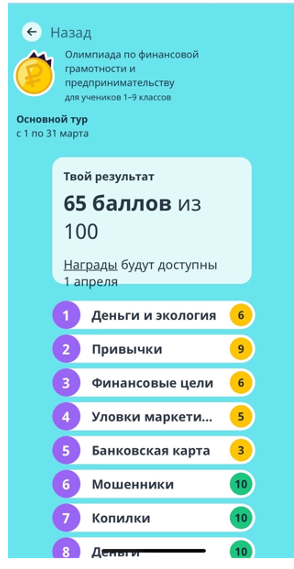 Назад
Олимпиада по финансовой
грамотности и
предпринимательству
для учеников 1–9 классов
Основной тур
с 1 по 31 марта
Твой результат
65 баллов из
100
Награды будут доступны
1 апреля
1 Деньги и экология 6
2 Привычки 9
3 Финансовые цели 6
4 Уловки маркети... 5
5 Банковская карта 3
6 Мошенники 10
7 Копилки 10
8 Деньги 10